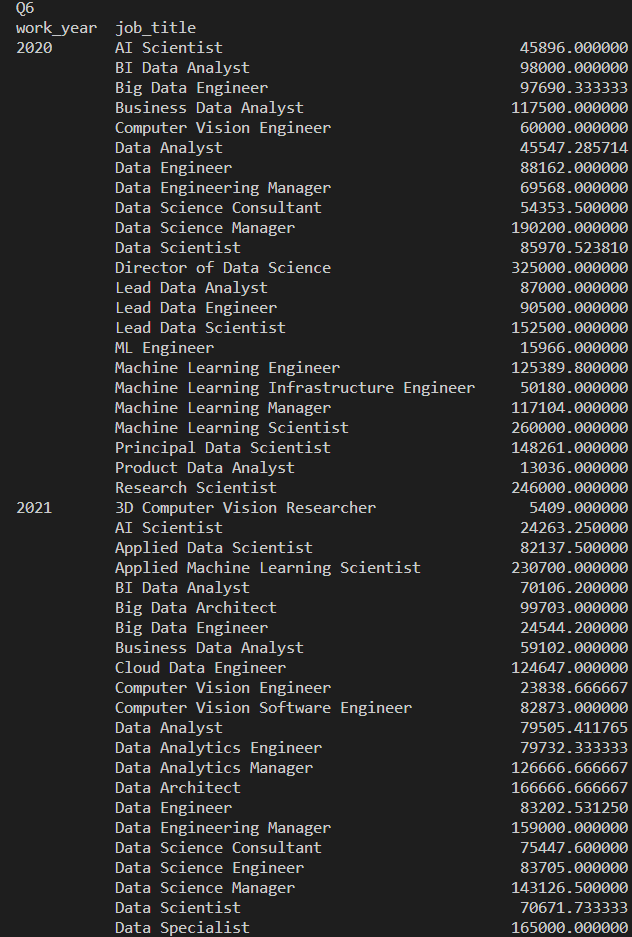 Q6
work_year  job_title
2020       AI Scientist                                 45896.000000
           BI Data Analyst                              98000.000000
           Big Data Engineer                            97690.333333
           Business Data Analyst                       117500.000000
           Computer Vision Engineer                     60000.000000
           Data Analyst                                 45547.285714
           Data Engineer                                88162.000000
           Data Engineering Manager                     69568.000000
           Data Science Consultant                      54353.500000
           Data Science Manager                        190200.000000
           Data Scientist                               85970.523810
           Director of Data Science                    325000.000000
           Lead Data Analyst                            87000.000000
           Lead Data Engineer                           90500.000000
           Lead Data Scientist                         152500.000000
           ML Engineer                                  15966.000000
           Machine Learning Engineer                   125389.800000
           Machine Learning Infrastructure Engineer     50180.000000
           Machine Learning Manager                    117104.000000
           Machine Learning Scientist                  260000.000000
           Principal Data Scientist                    148261.000000
           Product Data Analyst                         13036.000000
           Research Scientist                          246000.000000
2021       3D Computer Vision Researcher                 5409.000000
           AI Scientist                                 24263.250000
           Applied Data Scientist                       82137.500000
           Applied Machine Learning Scientist          230700.000000
           BI Data Analyst                              70106.200000
           Big Data Architect                           99703.000000
           Big Data Engineer                            24544.200000
           Business Data Analyst                        59102.000000
           Cloud Data Engineer                         124647.000000
           Computer Vision Engineer                     23838.666667
           Computer Vision Software Engineer            82873.000000
           Data Analyst                                 79505.411765
           Data Analytics Engineer                      79732.333333
           Data Analytics Manager                      126666.666667
           Data Architect                              166666.666667
           Data Engineer                                83202.531250
           Data Engineering Manager                    159000.000000
           Data Science Consultant                      75447.600000
           Data Science Engineer                        83705.000000
           Data Science Manager                        143126.500000
           Data Scientist                               70671.733333
           Data Specialist                             165000.000000